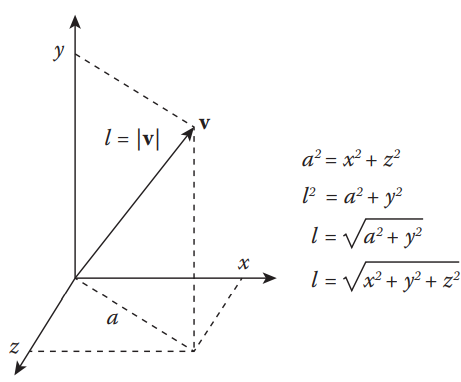 y
v
l = |v|
a² = x² + z²
l² = a² + y²
l = √a² + y²
x
l = √x² + y² + z²
a
z